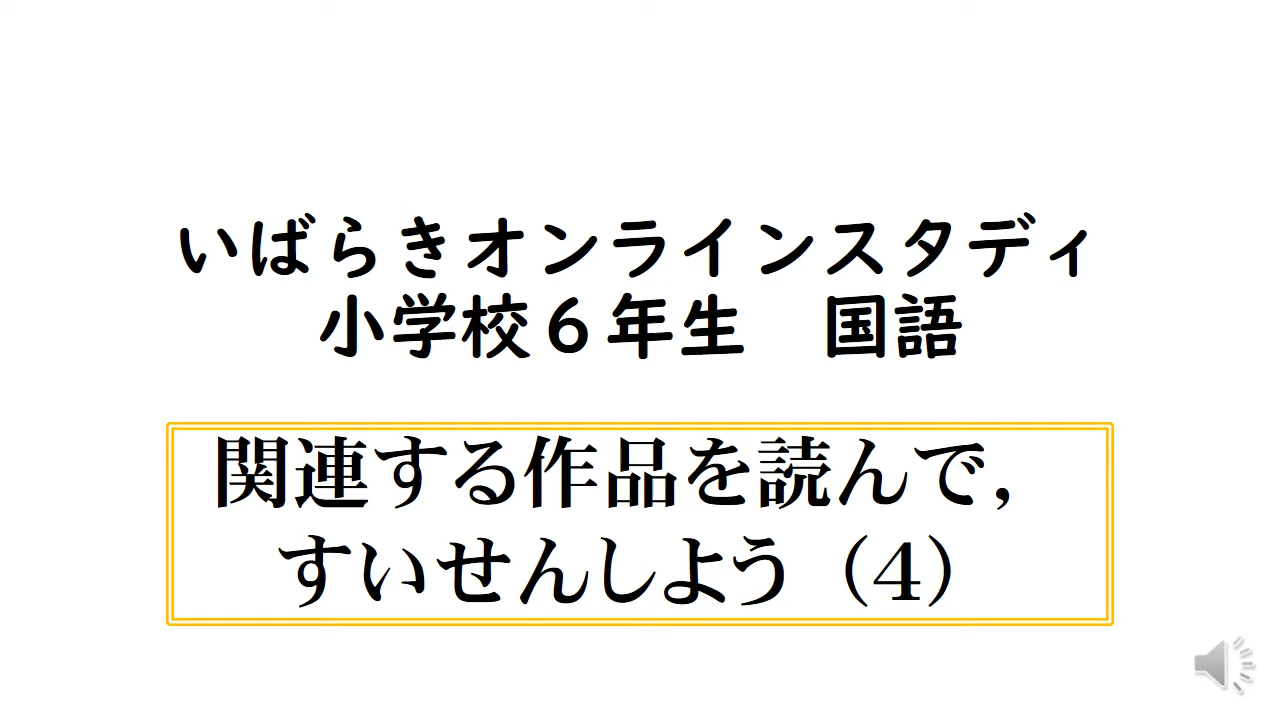 いばらきオンラインスタディ
小学校６年生　国語
関連する作品を読んで，
すいせんしよう（4）